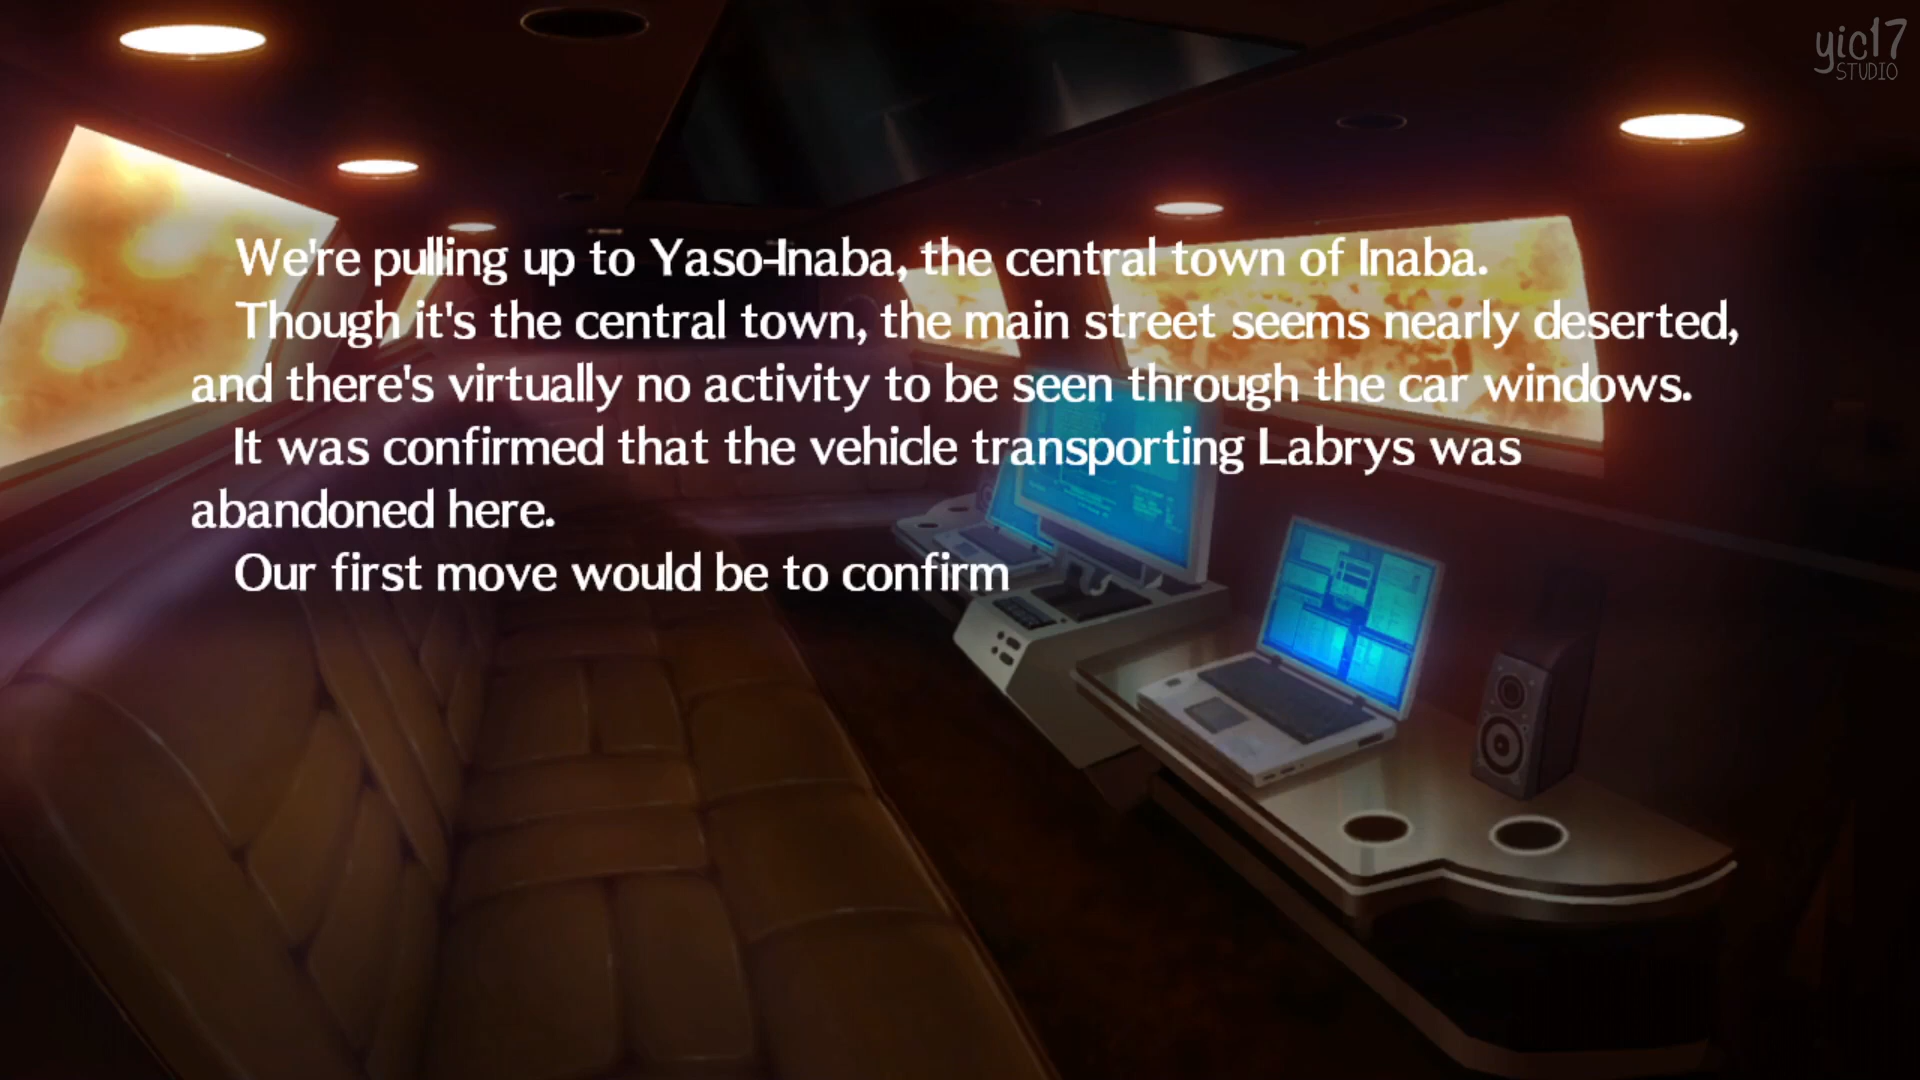 yic17
STUDIO
We're pulling up to Yaso-Inaba, the central town of Inaba.
Though it's the central town, the main street seems nearly deserted,
and there's virtually no activity to be seen through the car windows.
It was confirmed that the vehicle transporting Labrys was
abandoned here.
Our first move would be to confirm